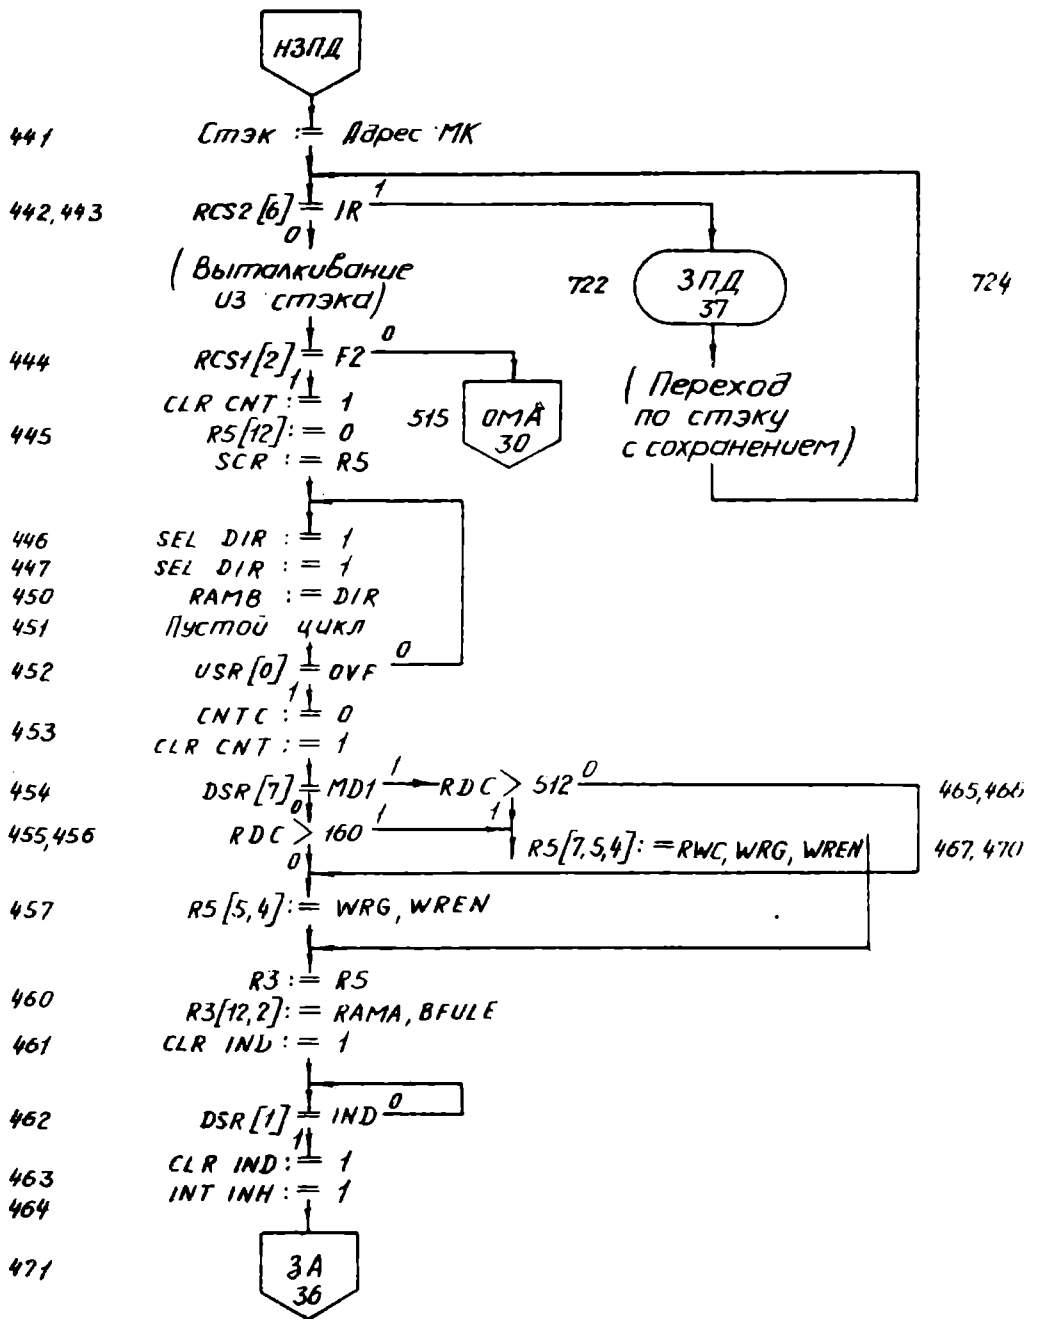 НЗПД
441 Стэк := Адрес МК
442,443 RCS2[6] = IR 1
0
(Выталкивание
из стэка)
722 ЗПД 724
37
444 RCS1[2] = F2 0
1
CLR CNT := 1
445 R5[12] := 0
SCR := R5
515 ОМА
30
(Переход
по стэку
с сохранением)
446 SEL DIR := 1
447 SEL DIR := 1
450 RAMB := DIR
451 Пустой цикл
452 USR[0] = OVF 0
1
453 CNTC := 0
CLR CNT := 1
454 DSR[7] = MD1 1 RDC > 512 0
0 1
455,456 RDC > 160 1
0
R5[7,5,4] := RWC, WRG, WREN 467,470
457 R5[5,4] := WRG, WREN
R3 := R5
460 R3[12,2] := RAMA, BFULE
461 CLR IND := 1
462 DSR[1] = IND 0
1
463 CLR IND := 1
464 INT INH := 1
471 ЗА
36